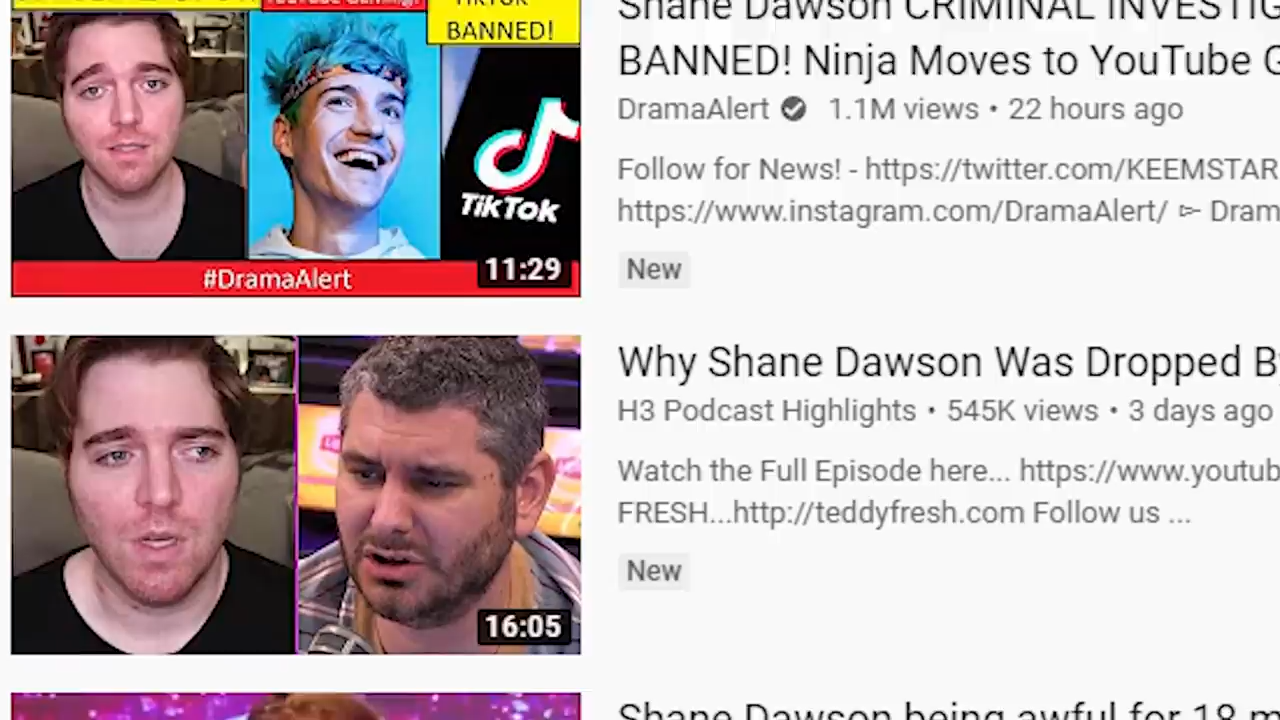 BANNED!
TikTok
#DramaAlert
11:29
Shane Dawson CRIMINAL INVESTIG
BANNED! Ninja Moves to YouTube G
DramaAlert 1.1M views • 22 hours ago
Follow for News! - https://twitter.com/KEEMSTAR
https://www.instagram.com/DramaAlert/ ⌲ Dram
New
16:05
Why Shane Dawson Was Dropped B
H3 Podcast Highlights • 545K views • 3 days ago
Watch the Full Episode here... https://www.youtub
FRESH...http://teddyfresh.com Follow us ...
New
Shane Dawson being awful for 18 m